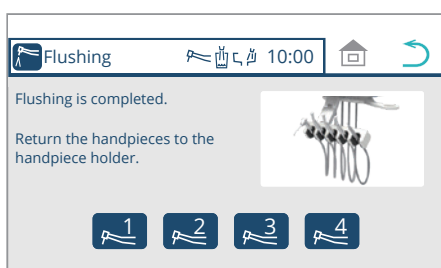 Flushing 10:00
Flushing is completed.
Return the handpieces to the
handpiece holder.
1 2 3 4